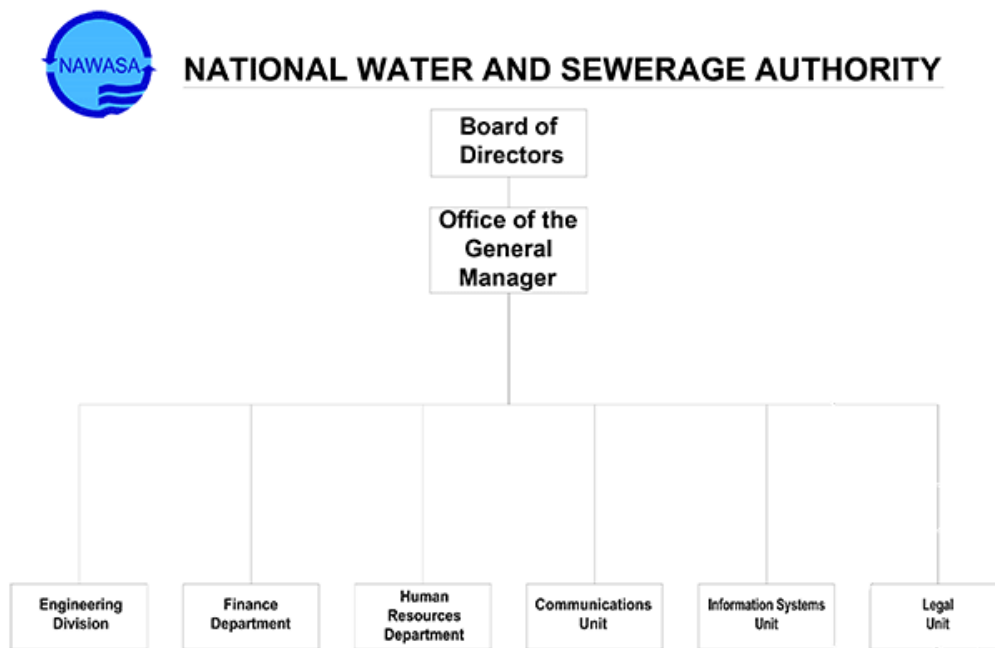 NAWASA
NATIONAL WATER AND SEWERAGE AUTHORITY
Board of
Directors
Office of the
General
Manager
Engineering
Division
Finance
Department
Human
Resources
Department
Communications
Unit
Information Systems
Unit
Legal
Unit